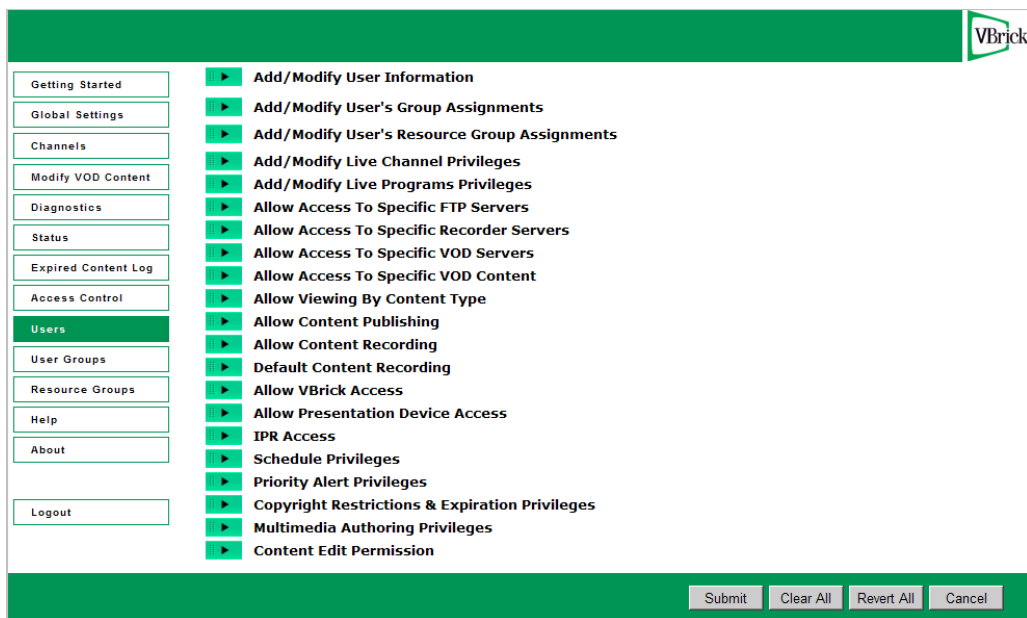 VBrick
Getting Started
Global Settings
Channels
Modify VOD Content
Diagnostics
Status
Expired Content Log
Access Control
Users
User Groups
Resource Groups
Help
About
Logout
Add/Modify User Information
Add/Modify User's Group Assignments
Add/Modify User's Resource Group Assignments
Add/Modify Live Channel Privileges
Add/Modify Live Programs Privileges
Allow Access To Specific FTP Servers
Allow Access To Specific Recorder Servers
Allow Access To Specific VOD Servers
Allow Access To Specific VOD Content
Allow Viewing By Content Type
Allow Content Publishing
Allow Content Recording
Default Content Recording
Allow VBrick Access
Allow Presentation Device Access
IPR Access
Schedule Privileges
Priority Alert Privileges
Copyright Restrictions & Expiration Privileges
Multimedia Authoring Privileges
Content Edit Permission
Submit
Clear All
Revert All
Cancel